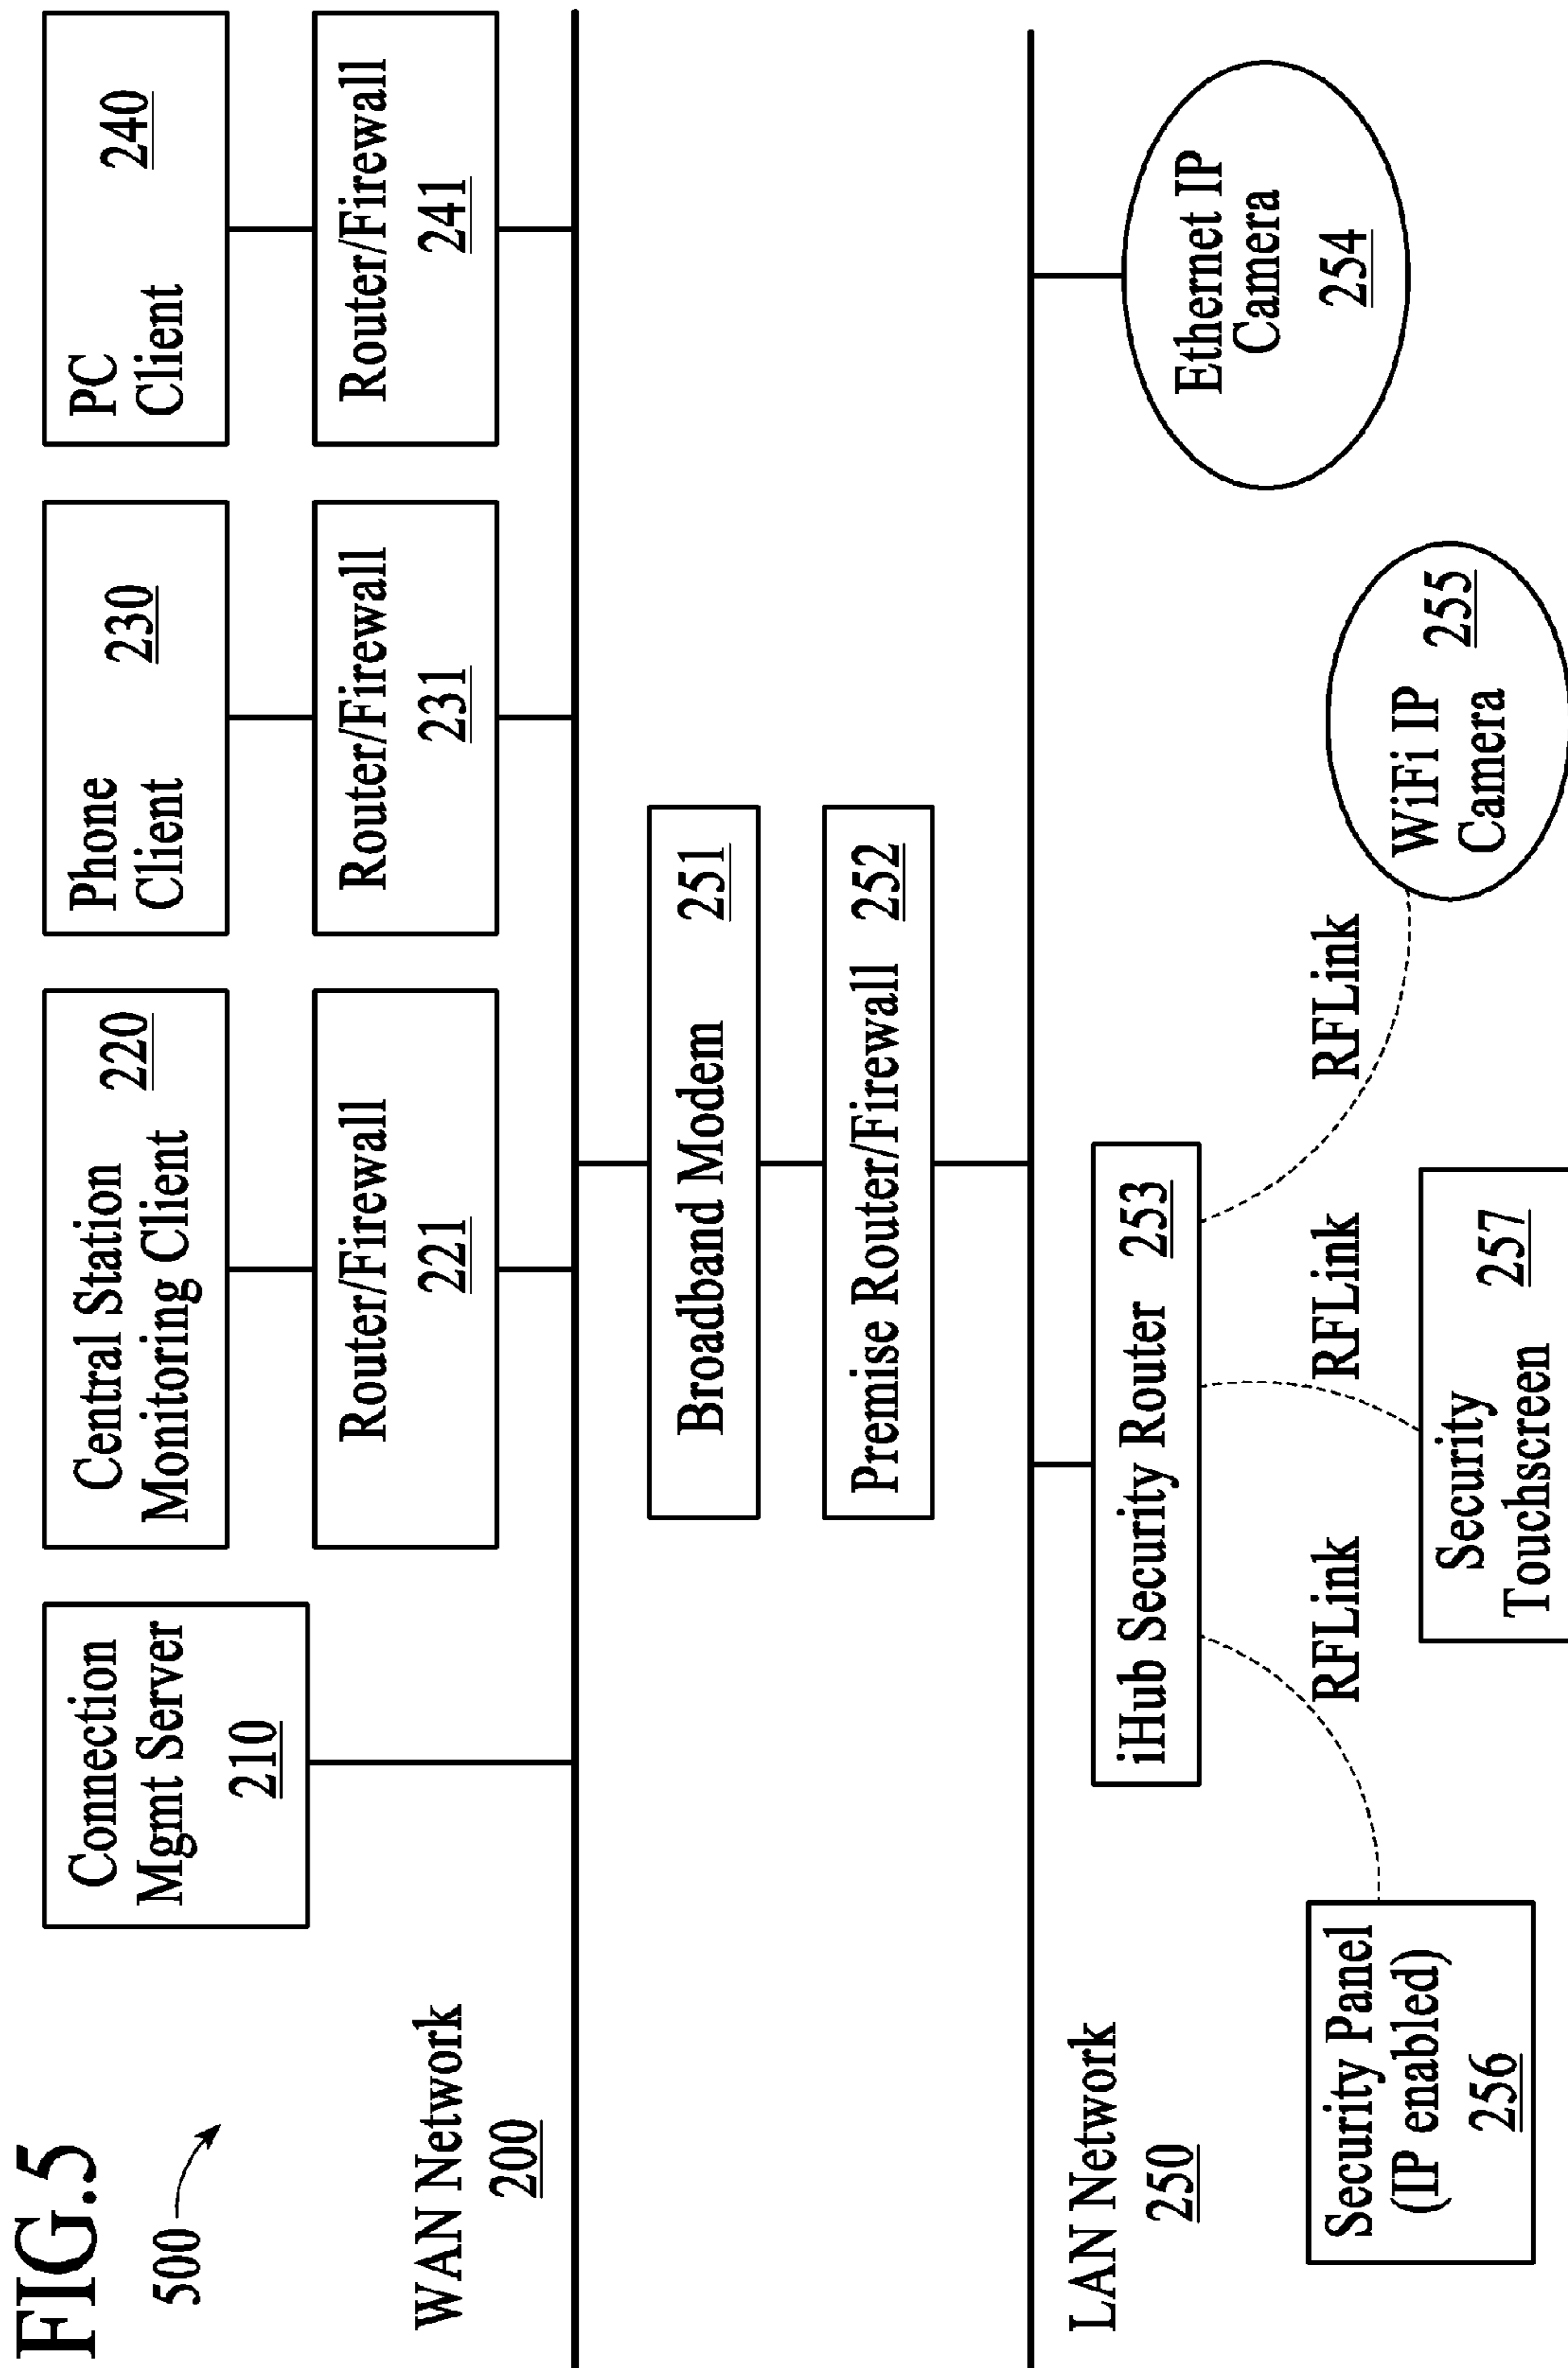 FIG.5
500
Connection
Mgmt Server
210
Central Station
Monitoring Client
220
Phone
Client
230
PC
Client
240
Router/Firewall
221
Router/Firewall
231
Router/Firewall
241
WAN Network
200
Broadband Modem 251
Premise Router/Firewall 252
LAN Network
250
iHub Security Router 253
Ethernet IP
Camera
254
RFLink
RFLink
RFLink
Security Panel
(IP enabled)
256
Security
Touchscreen
257
WiFi IP
Camera
255